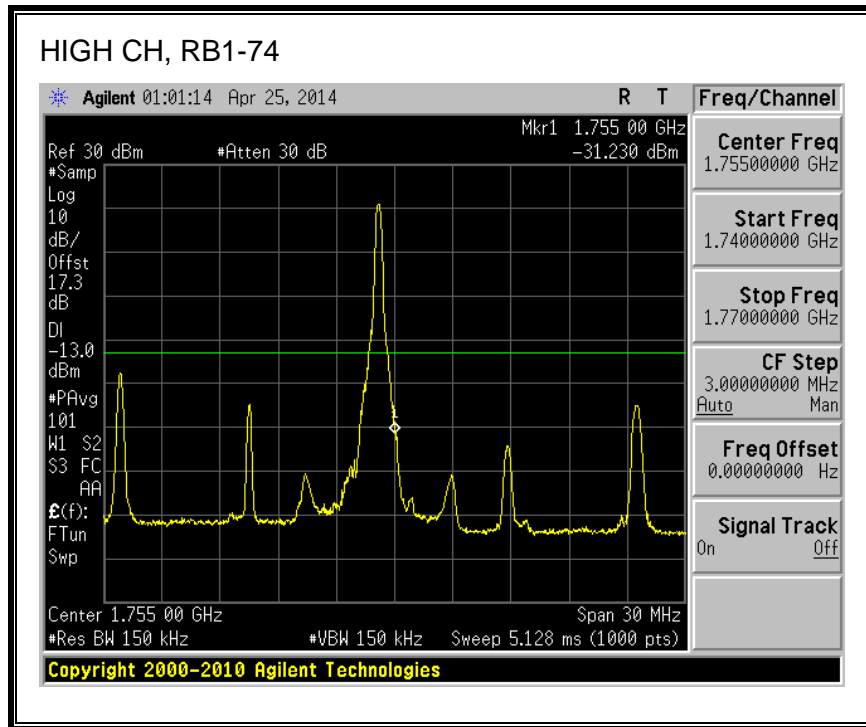 HIGH CH, RB1-74
Agilent 01:01:14 Apr 25, 2014 R T
Mkr1 1.755 00 GHz
Ref 30 dBm #Atten 30 dB -31.230 dBm
#Samp
Log
10
dB/
Offst
17.3
dB
DI
-13.0
dBm
#PAvg
101
W1 S2
S3 FC
AA
£(f):
FTun
Swp
1
Center 1.755 00 GHz Span 30 MHz
#Res BW 150 kHz #VBW 150 kHz Sweep 5.128 ms (1000 pts)
Copyright 2000-2010 Agilent Technologies
Freq/Channel
Center Freq
1.75500000 GHz
Start Freq
1.74000000 GHz
Stop Freq
1.77000000 GHz
CF Step
3.00000000 MHz
Auto Man
Freq Offset
0.00000000 Hz
Signal Track
On Off